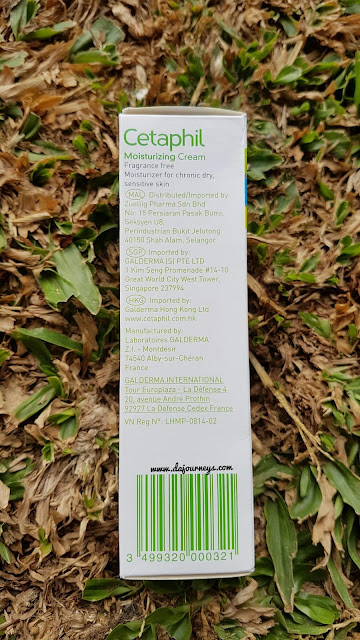 Cetaphil
Moisturizing Cream
Fragrance free
Moisturizer for chronic dry,
sensitive skin
MAL Distributed/Imported by:
Zuellig Pharma Sdn Bhd
No: 15 Persiaran Pasak Bumi,
Seksyen U8,
Perindustrian Bukit Jelutong
40150 Shah Alam, Selangor
SGP Imported by:
GALDERMA (S) PTE LTD
1 Kim Seng Promenade #14-10
Great World City West Tower,
Singapore 237994
HKG Imported by:
Galderma Hong Kong Ltd
www.cetaphil.com.hk
Manufactured by:
Laboratoires GALDERMA
Z.I. - Montdésir
74540 Alby-sur-Chéran
France
GALDERMA INTERNATIONAL
Tour Europlaza - La Défense 4
20, avenue André Prothin
92927 La Défense Cedex France
VN Reg N°: LHMP-0814-02
www.dajourneys.com
3 499320 000321